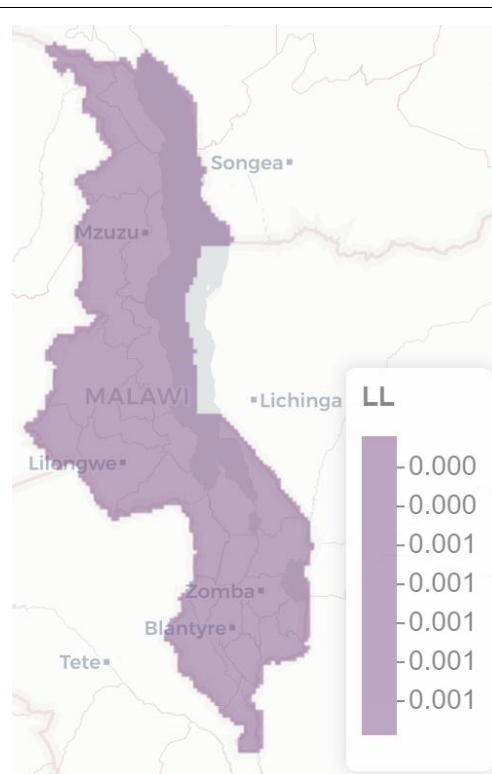 Songea
Mzuzu
MALAWI
Lichinga
Lilongwe
Zomba
Blantyre
Tete
LL
0.000
0.000
0.001
0.001
0.001
0.001
0.001